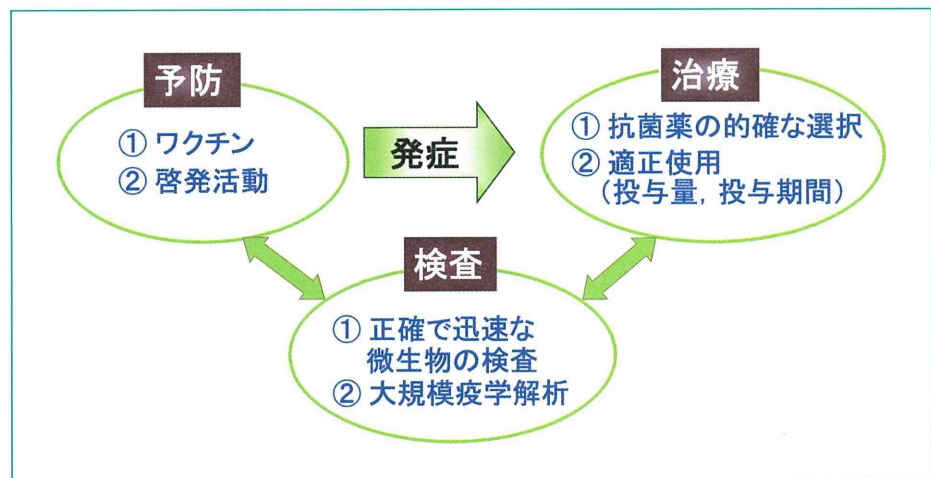 予防
① ワクチン
② 啓発活動
発症
治療
① 抗菌薬の的確な選択
② 適正使用
（投与量, 投与期間）
検査
① 正確で迅速な
微生物の検査
② 大規模疫学解析